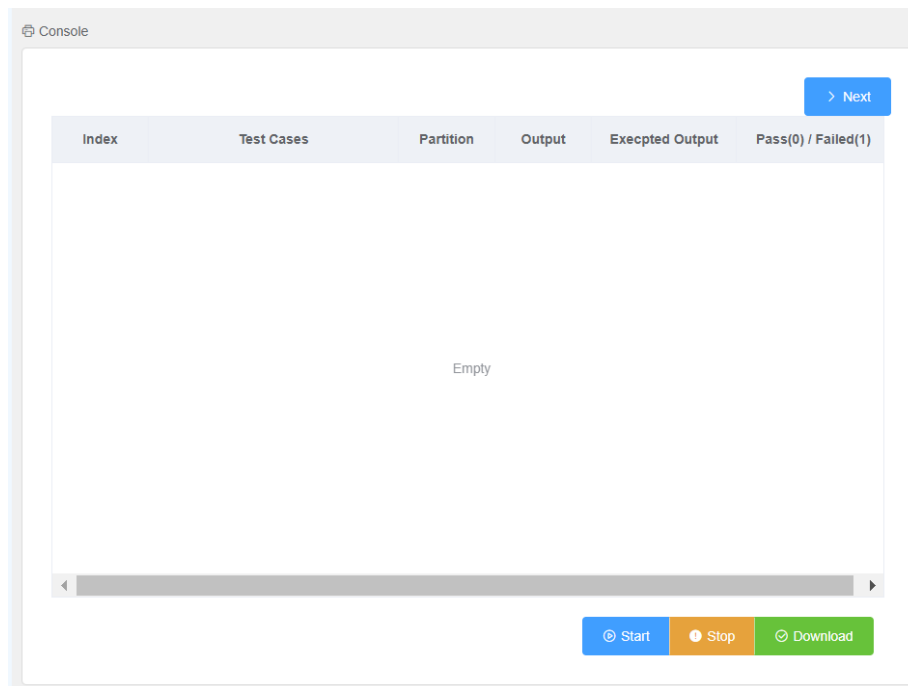 Console
Next
Index Test Cases Partition Output Execpted Output Pass(0) / Failed(1)
Empty
Start Stop Download